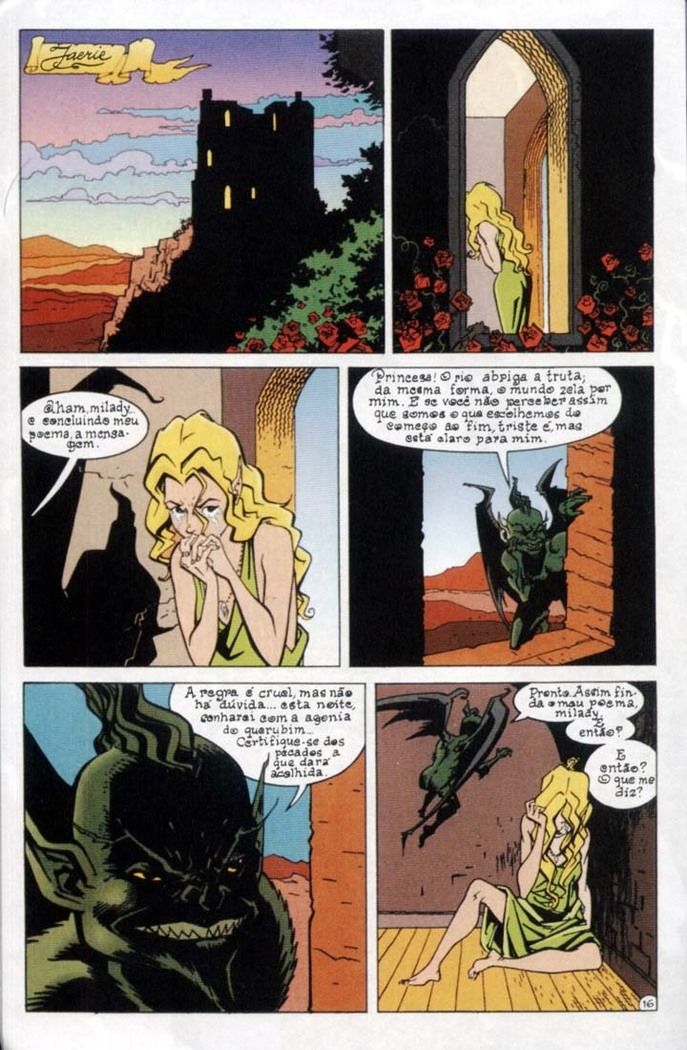 Faerie
@ham, milady
e concluindo meu
poema, a mensa-
gem.
Princesa! O rio abriga a truta;
da mesma forma, o mundo zela por
mim. E se você não perceber assim
que somos o que escolhemos do
começo ao fim, triste é, mas
está claro para mim.
A regra é cruel, mas não
há dúvida... esta noite,
sonharei com a agonia
do querubim...
Certifique-se dos
pecados a
que dará
acolhida.
Pronto. Assim fin-
da o meu poema,
milady.
E
então?
E
então?
O que me
diz?
16